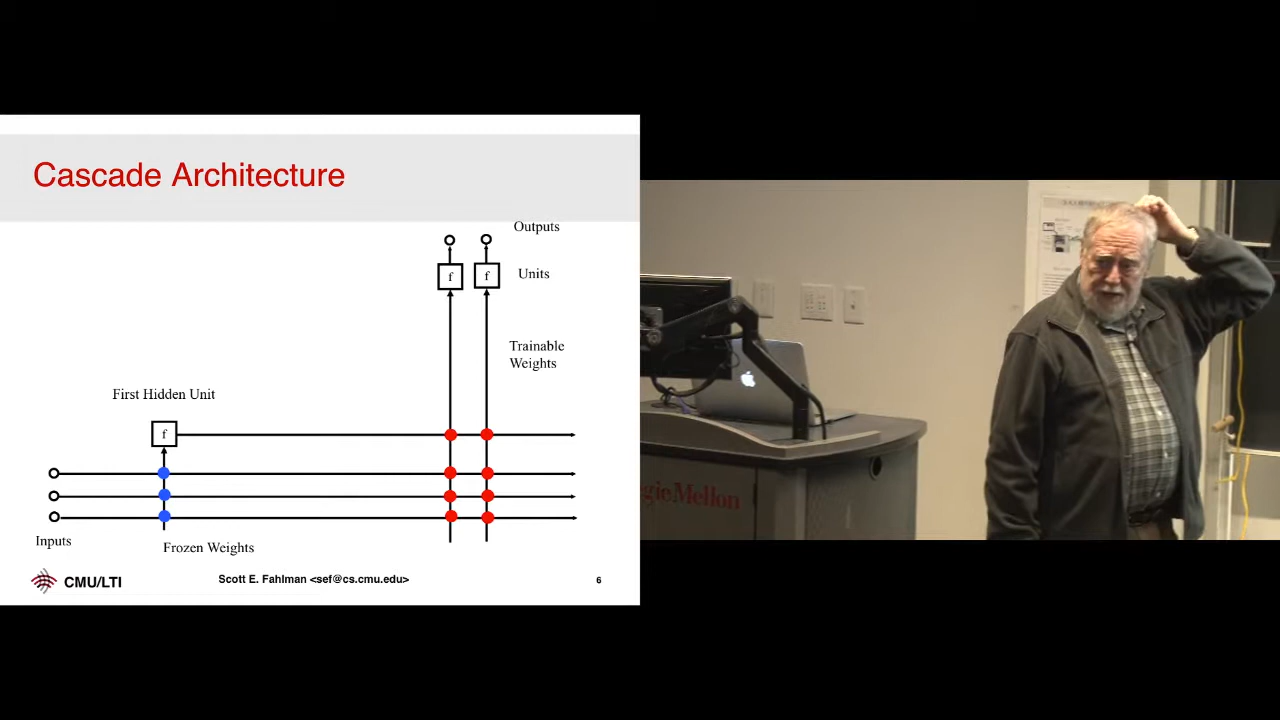 Cascade Architecture
Outputs
f
f
Units
Trainable
Weights
First Hidden Unit
f
Inputs
Frozen Weights
CMU/LTI
Scott E. Fahlman <sef@cs.cmu.edu>
6
gieMellon